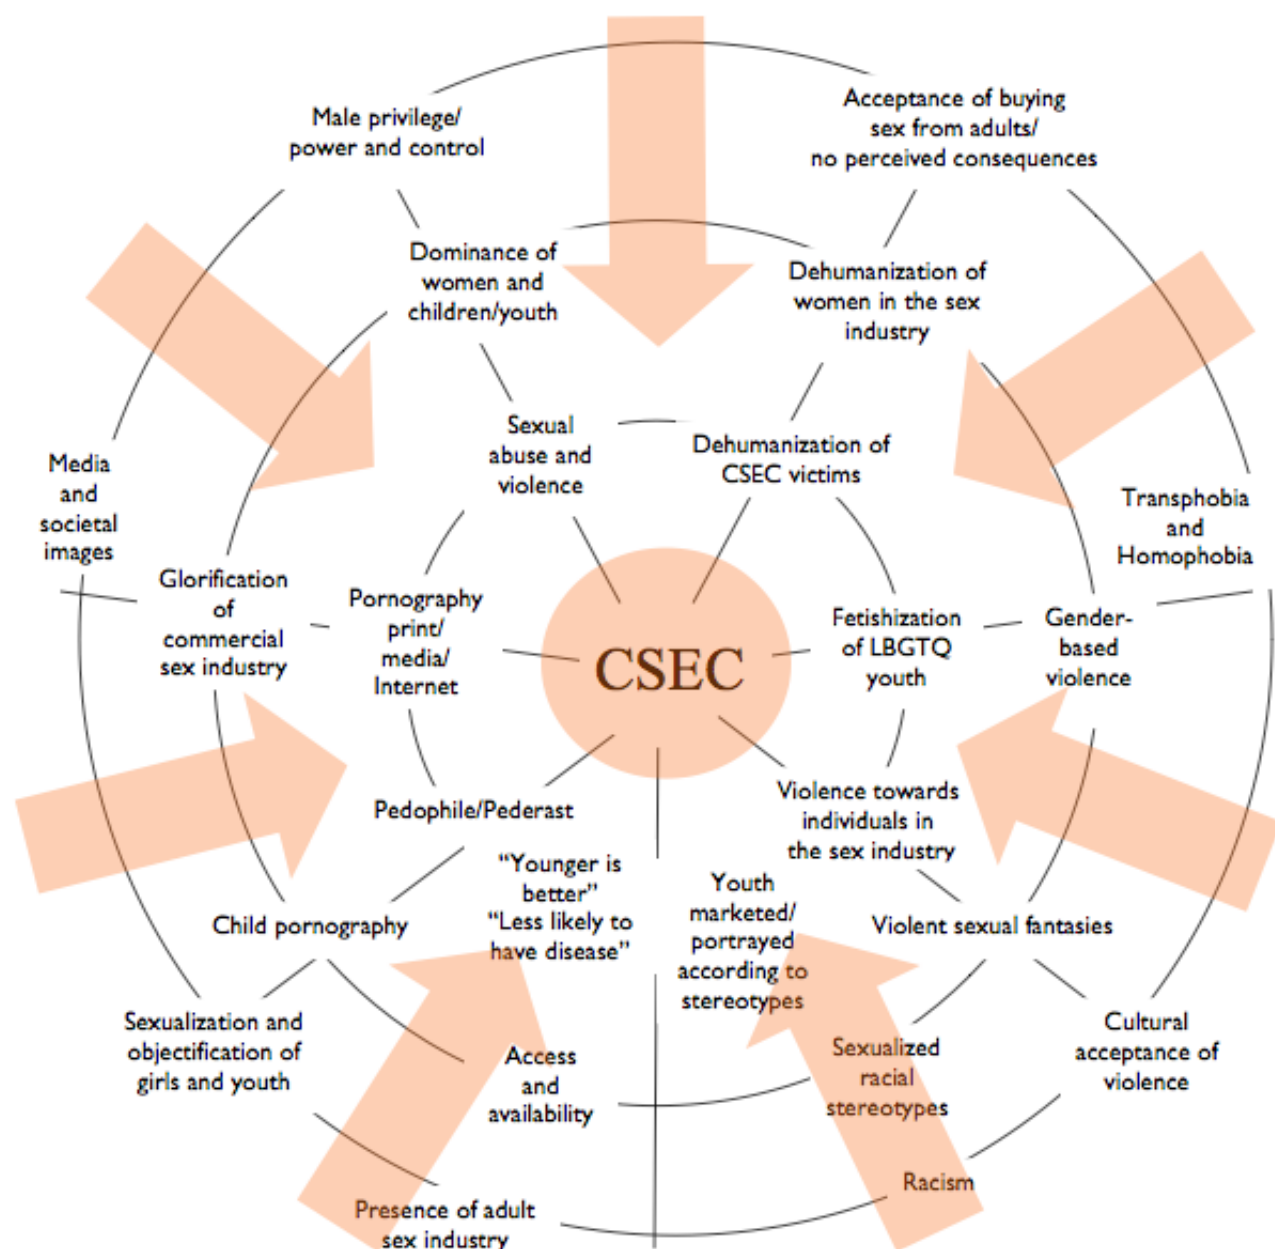 Male privilege/
power and control
Acceptance of buying
sex from adults/
no perceived consequences
Dominance of
women and
children/youth
Dehumanization of
women in the sex
industry
Sexual
abuse and
violence
Dehumanization of
CSEC victims
Media
and
societal
images
Transphobia
and
Homophobia
Glorification
of
commercial
sex industry
Pornography
print/
media/
Internet
CSEC
Fetishization
of LBGTQ
youth
Gender-
based
violence
Pedophile/Pederast
Violence towards
individuals in
the sex industry
"Younger is
better"
"Less likely to
have disease"
Youth
marketed/
portrayed
according to
stereotypes
Child pornography
Violent sexual fantasies
Sexualization and
objectification of
girls and youth
Access
and
availability
Sexualized
racial
stereotypes
Cultural
acceptance of
violence
Presence of adult
sex industry
Racism